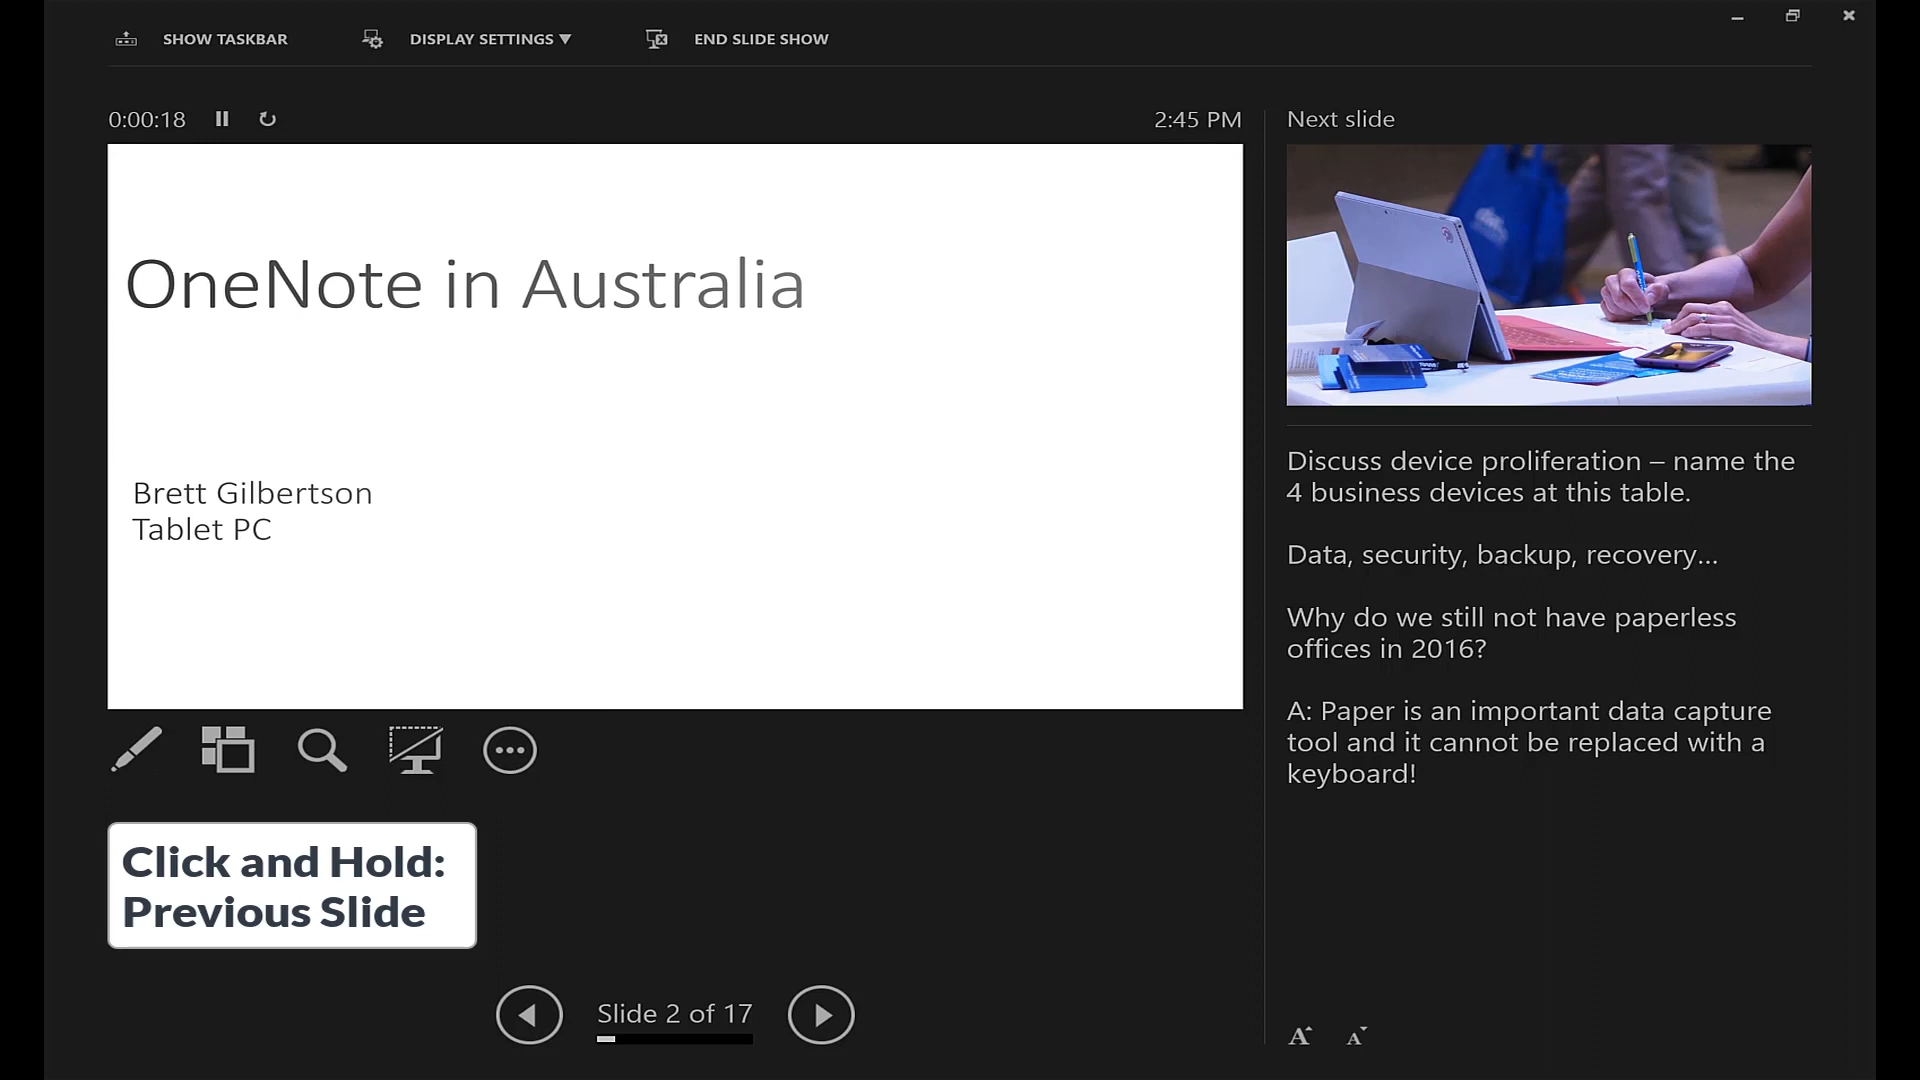 SHOW TASKBAR
DISPLAY SETTINGS ▼
END SLIDE SHOW
0:00:18
2:45 PM
Next slide
OneNote in Australia
Brett Gilbertson
Tablet PC
Discuss device proliferation – name the
4 business devices at this table.
Data, security, backup, recovery...
Why do we still not have paperless
offices in 2016?
A: Paper is an important data capture
tool and it cannot be replaced with a
keyboard!
Click and Hold:
Previous Slide
Slide 2 of 17
A
A